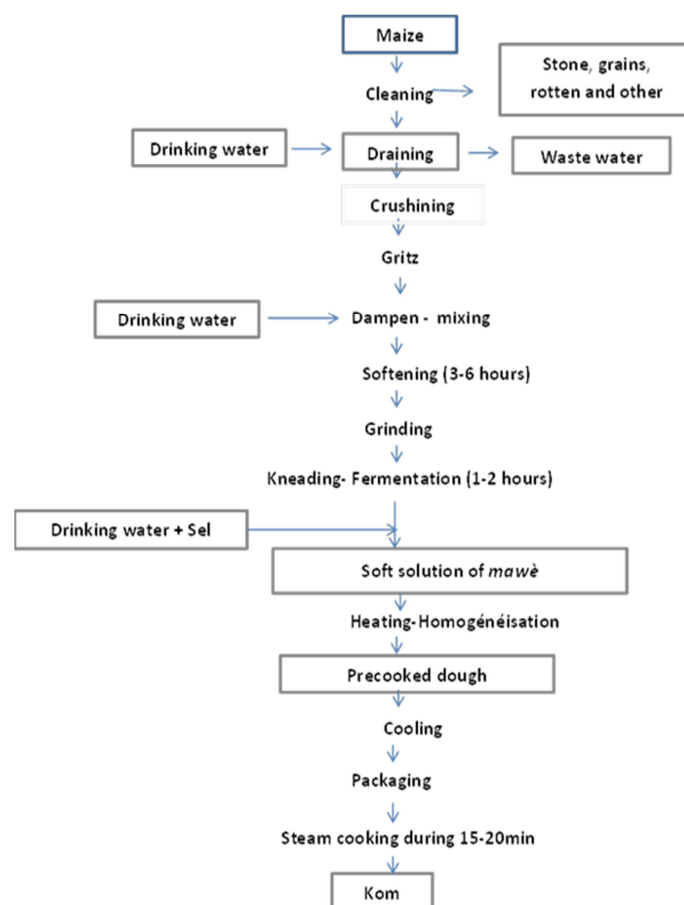 Maize
Stone, grains,
rotten and other
Cleaning
Drinking water
Draining
Waste water
Crushining
Gritz
Drinking water
Dampen - mixing
Softening (3-6 hours)
Grinding
Kneading- Fermentation (1-2 hours)
Drinking water + Sel
Soft solution of mawè
Heating-Homogénéisation
Precooked dough
Cooling
Packaging
Steam cooking during 15-20min
Kom